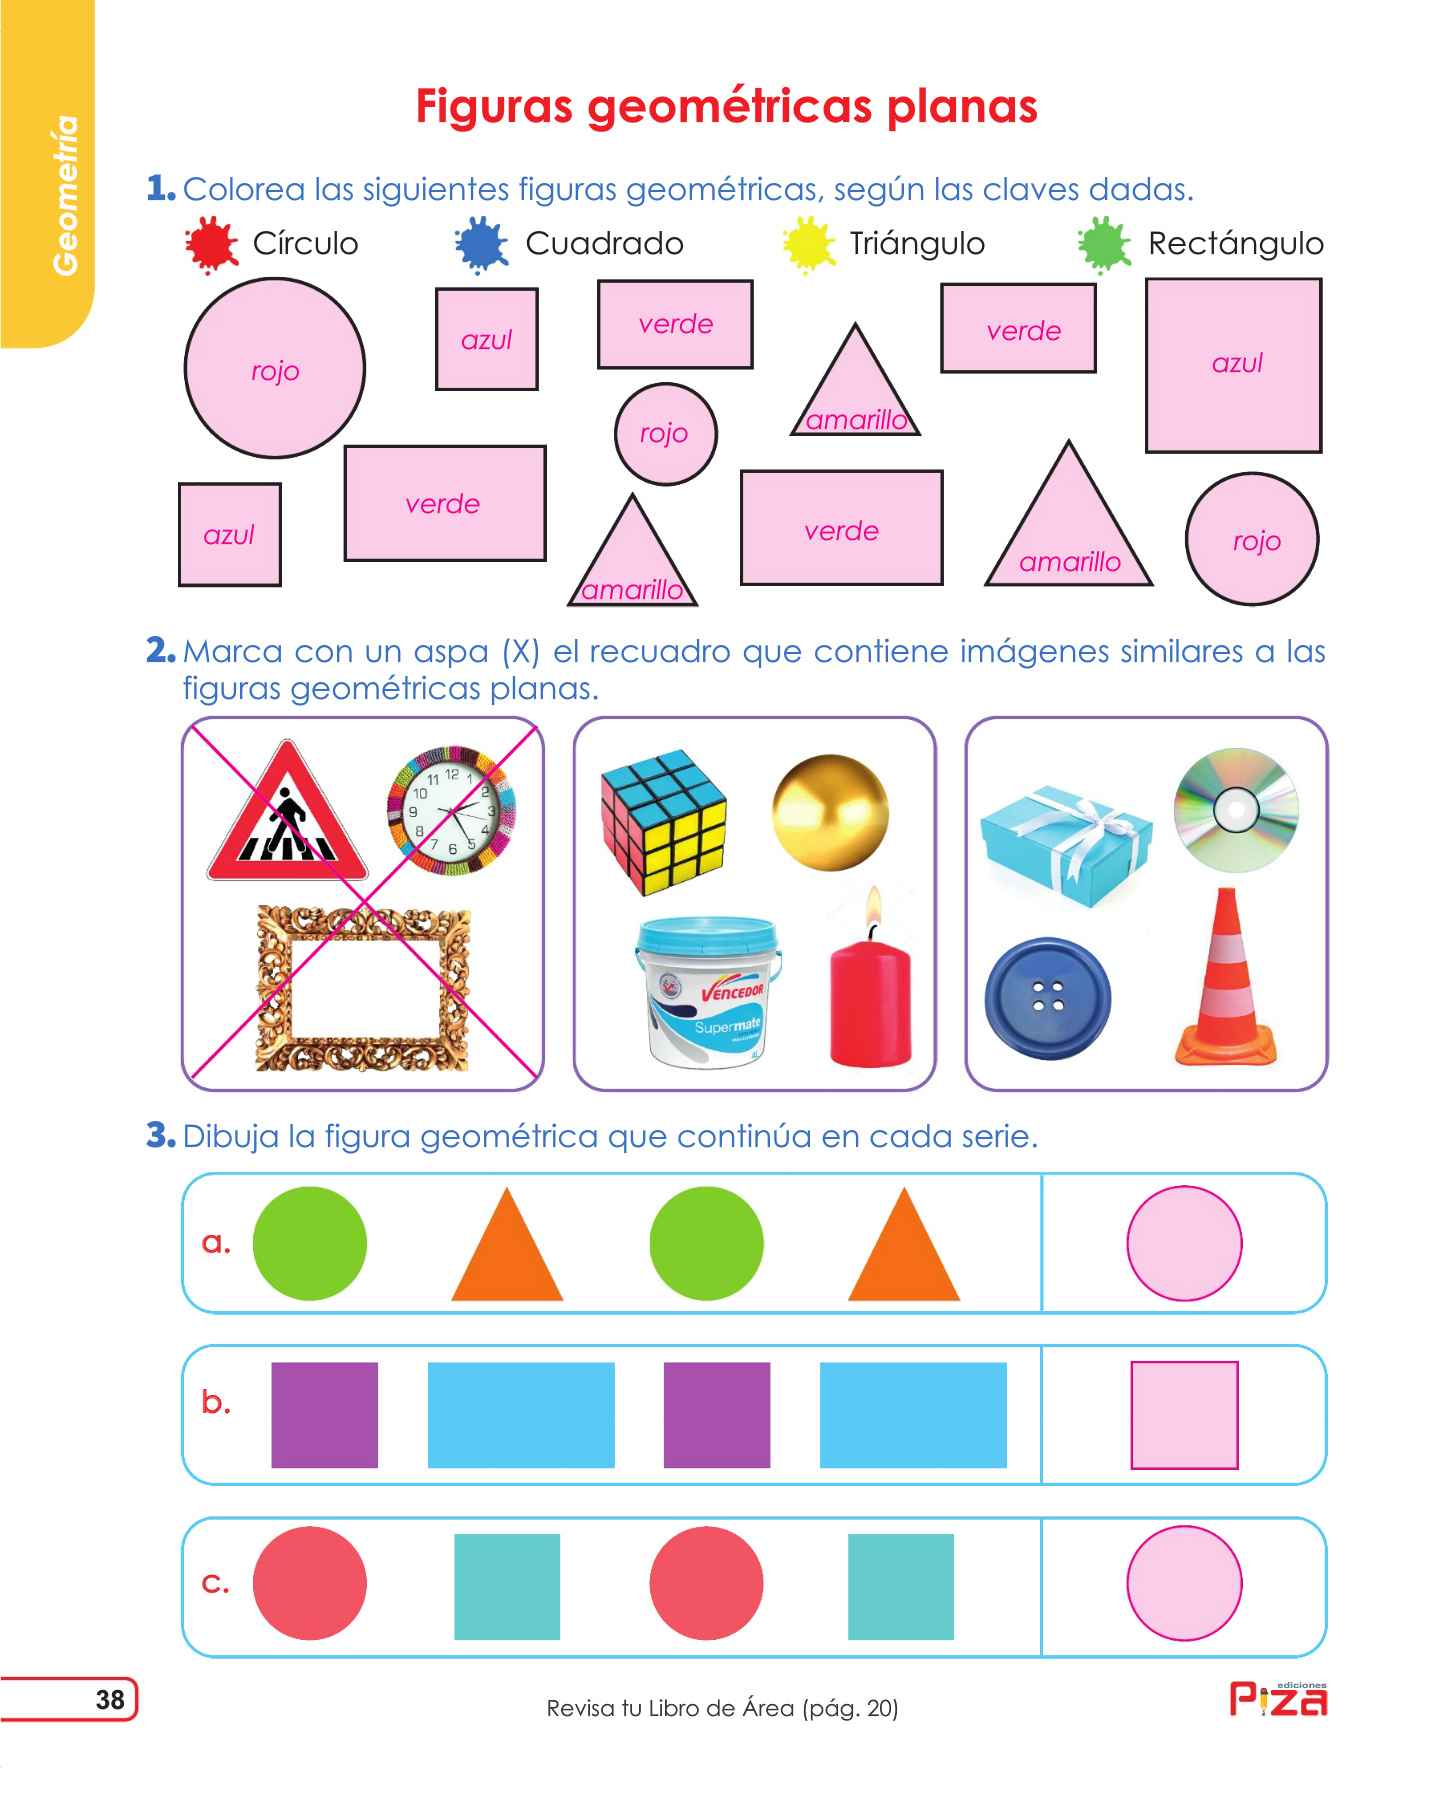 Geometría
Figuras geométricas planas
1. Colorea las siguientes figuras geométricas, según las claves dadas.
Círculo Cuadrado Triángulo Rectángulo
rojo azul verde amarillo verde azul
azul verde rojo amarillo verde amarillo rojo
2. Marca con un aspa (X) el recuadro que contiene imágenes similares a las
figuras geométricas planas.
12 1 2 3 4 5 6 7 8 9 10 11
VENCEDOR
Supermate
4L
3. Dibuja la figura geométrica que continúa en cada serie.
a.
b.
c.
38
Revisa tu Libro de Área (pág. 20)
ediciones
PIZA